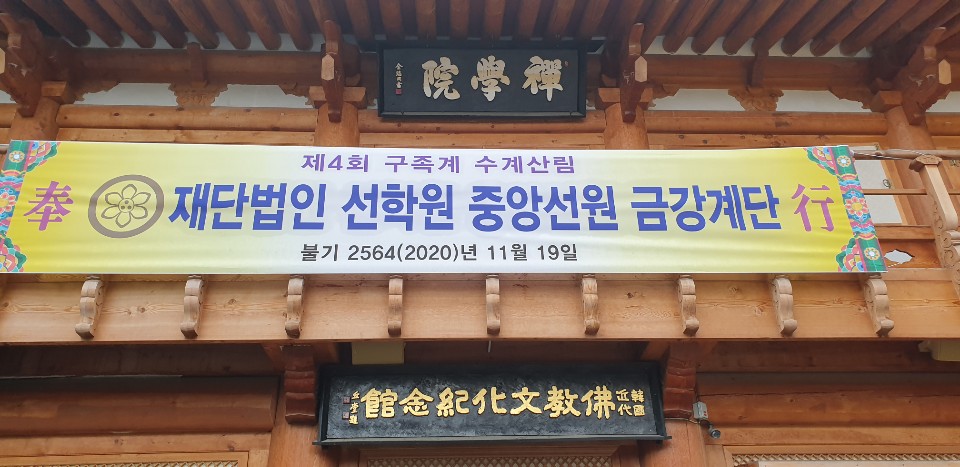 禪學院
제4회 구족계 수계산림
奉 재단법인 선학원 중앙선원 금강계단 行
불기 2564(2020)년 11월 19일
韓國近代佛敎文化紀念館